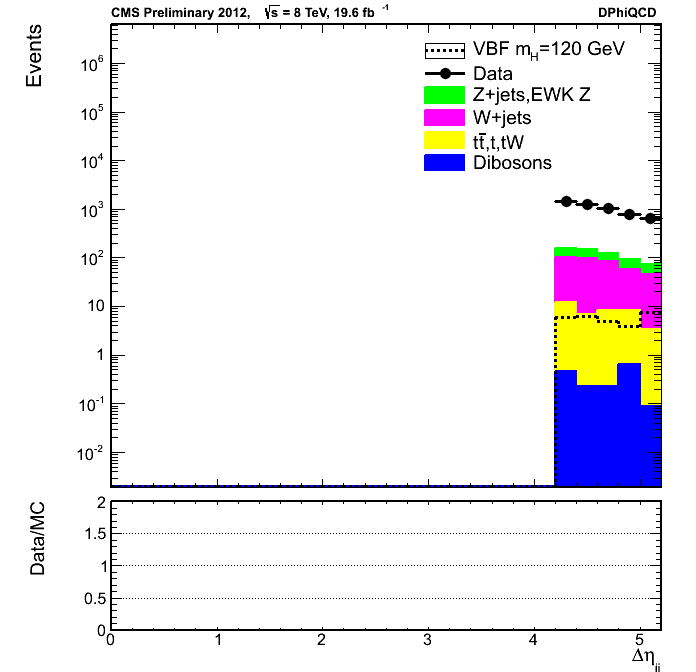 CMS Preliminary 2012, √s = 8 TeV, 19.6 fb⁻¹ DPhiQCD
Events
VBF m_H=120 GeV
Data
Z+jets,EWK Z
W+jets
tt̄,t,tW
Dibosons
10⁶
10⁵
10⁴
10³
10²
10
1
10⁻¹
10⁻²
Data/MC
2
1.5
1
0.5
0
0 1 2 3 4 5
Δη_jj